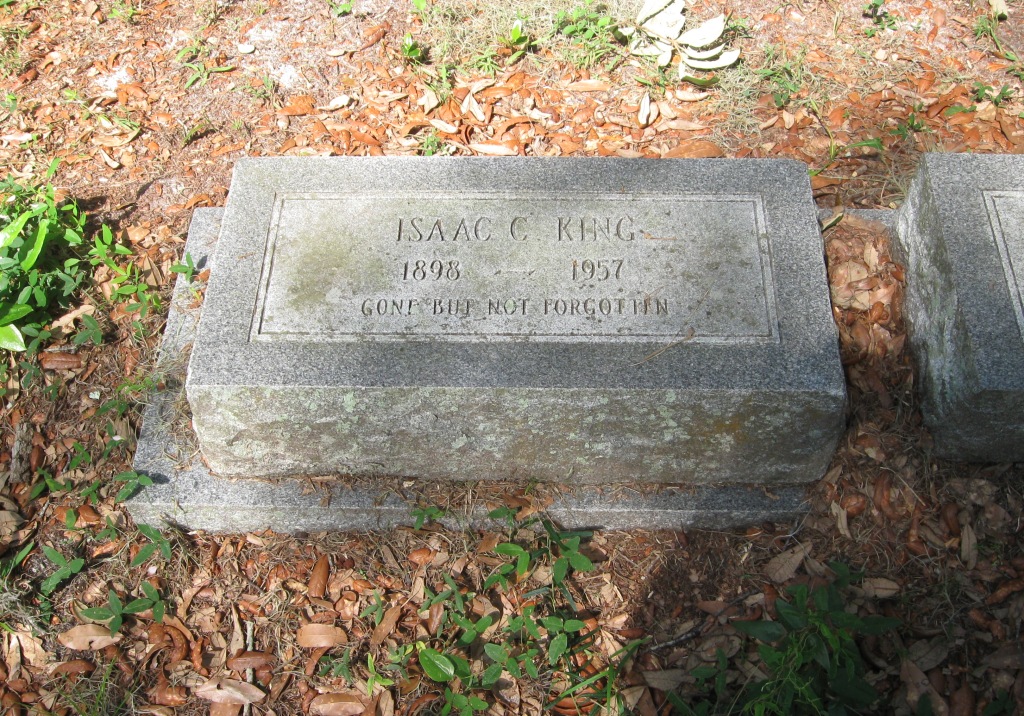 ISAAC C KING
1898 — 1957
GONE BUT NOT FORGOTTEN